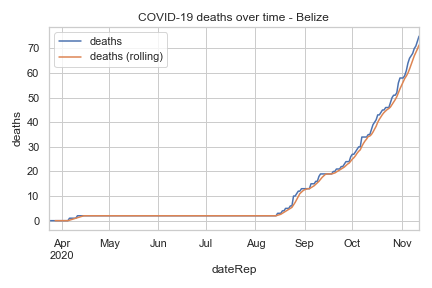 COVID-19 deaths over time - Belize
deaths
deaths (rolling)
deaths
70
60
50
40
30
20
10
0
Apr May Jun Jul Aug Sep Oct Nov
2020
dateRep